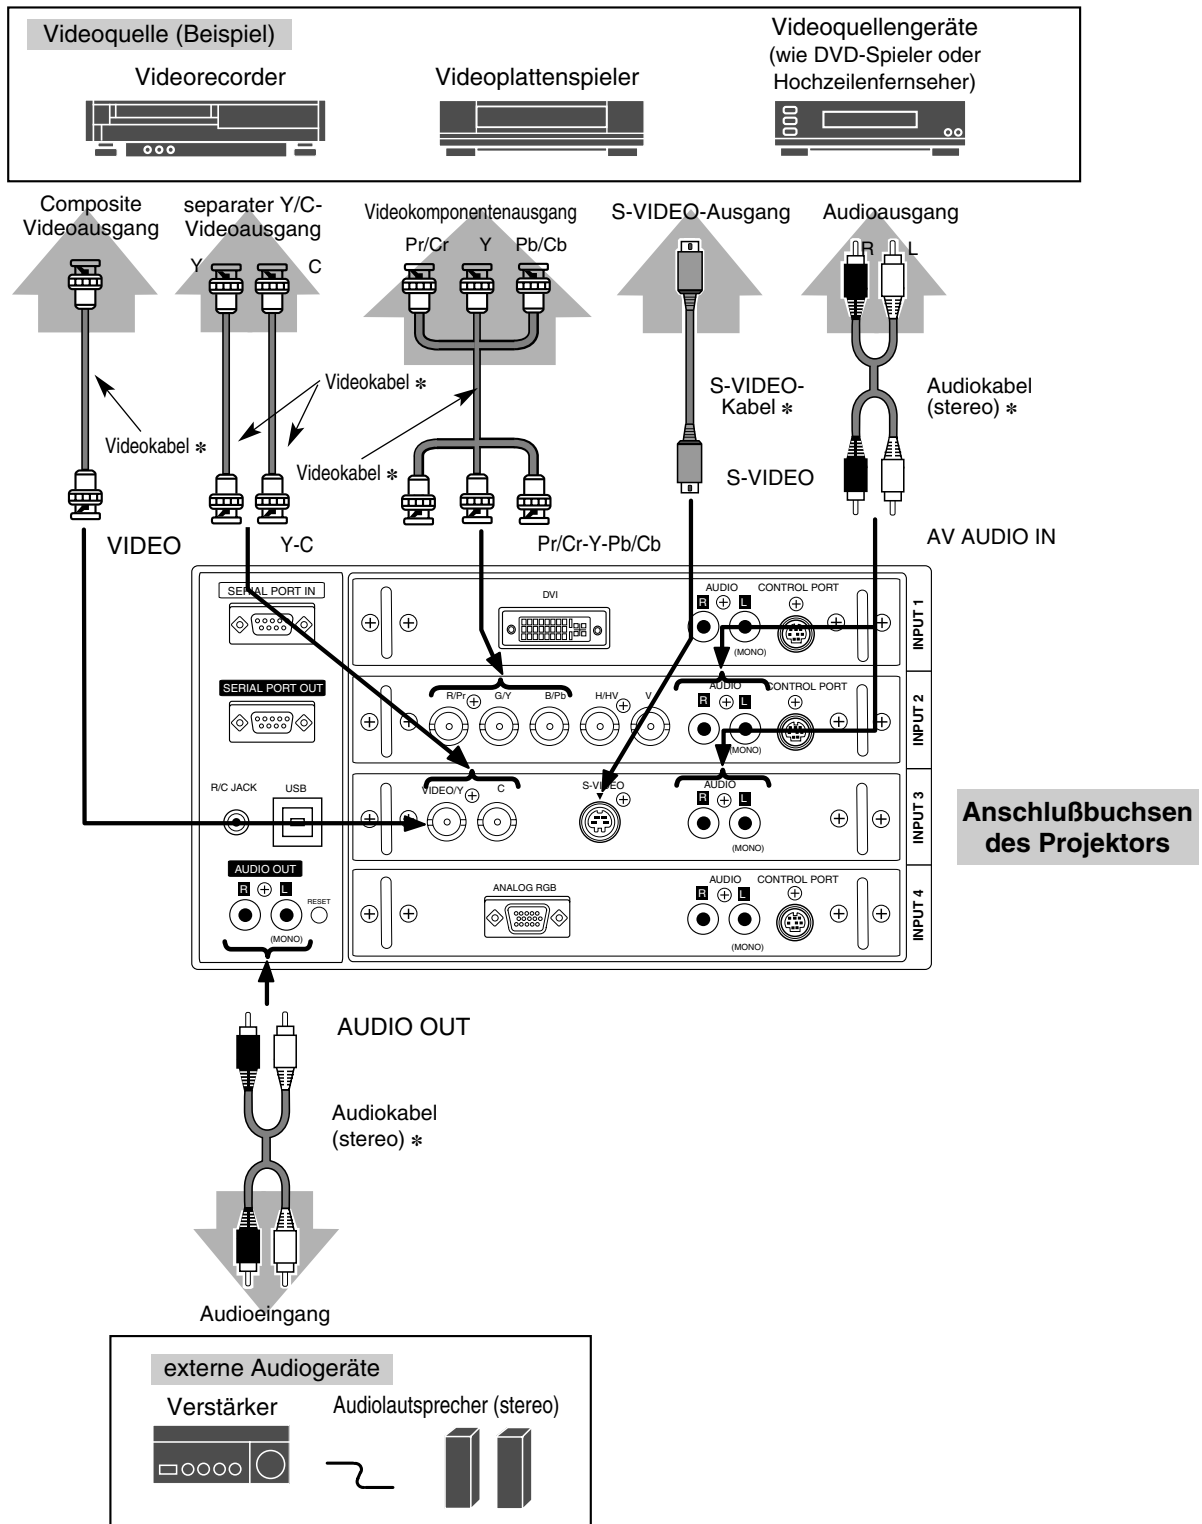 Videoquelle (Beispiel)
Videorecorder
Videoplattenspieler
Videoquellengeräte
(wie DVD-Spieler oder
Hochzeilenfernseher)
Composite
Videoausgang
separater Y/C-
Videoausgang
Y
C
Videokomponentenausgang
Pr/Cr Y Pb/Cb
S-VIDEO-Ausgang
Audioausgang
R L
Videokabel ✻
Videokabel ✻
Videokabel ✻
S-VIDEO-
Kabel ✻
S-VIDEO
Audiokabel
(stereo) ✻
VIDEO
Y-C
Pr/Cr-Y-Pb/Cb
AV AUDIO IN
SERIAL PORT IN
SERIAL PORT OUT
R/C JACK
USB
AUDIO OUT
R L
RESET
(MONO)
DVI
AUDIO
R L
(MONO)
CONTROL PORT
INPUT 1
R/Pr G/Y B/Pb H/HV V
AUDIO
R L
(MONO)
CONTROL PORT
INPUT 2
VIDEO/Y C
S-VIDEO
AUDIO
R L
(MONO)
INPUT 3
ANALOG RGB
AUDIO
R L
(MONO)
CONTROL PORT
INPUT 4
Anschlußbuchsen
des Projektors
AUDIO OUT
Audiokabel
(stereo) ✻
Audioeingang
externe Audiogeräte
Verstärker
Audiolautsprecher (stereo)